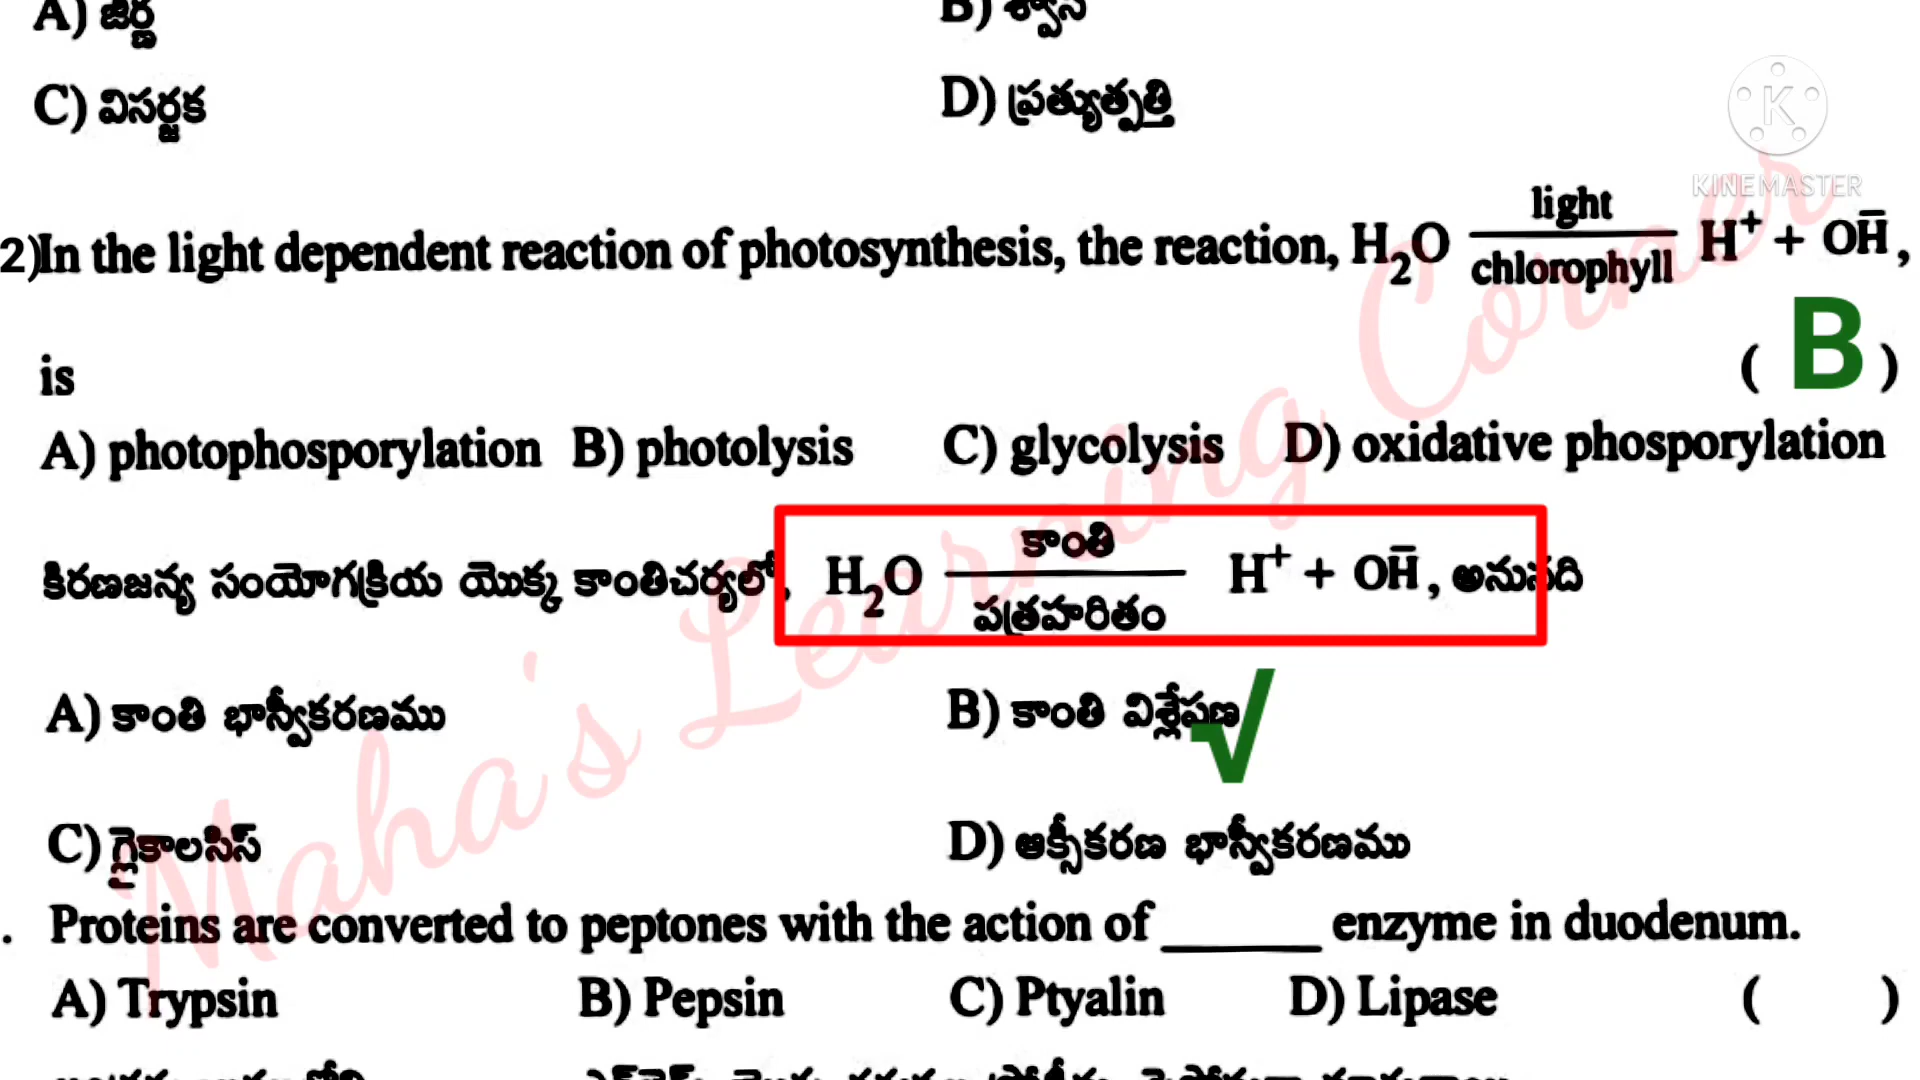 A) జీర్ణ B) శ్వాస
C) విసర్జక D) ప్రత్యుత్పత్తి
KINEMASTER
2)In the light dependent reaction of photosynthesis, the reaction, H₂O light/chlorophyll H⁺ + OH̅,
is ( B )
A) photophosporylation B) photolysis C) glycolysis D) oxidative phosporylation
కిరణజన్య సంయోగక్రియ యొక్క కాంతిచర్యలో, H₂O కాంతి/పత్రహరితం H⁺ + OH̅, అనునది
A) కాంతి భాస్వీకరణము B) కాంతి విశ్లేషణ √
C) గ్లైకాలసిస్ D) ఆక్సీకరణ భాస్వీకరణము
. Proteins are converted to peptones with the action of ______ enzyme in duodenum.
A) Trypsin B) Pepsin C) Ptyalin D) Lipase ( )
Maha's Learning Corner